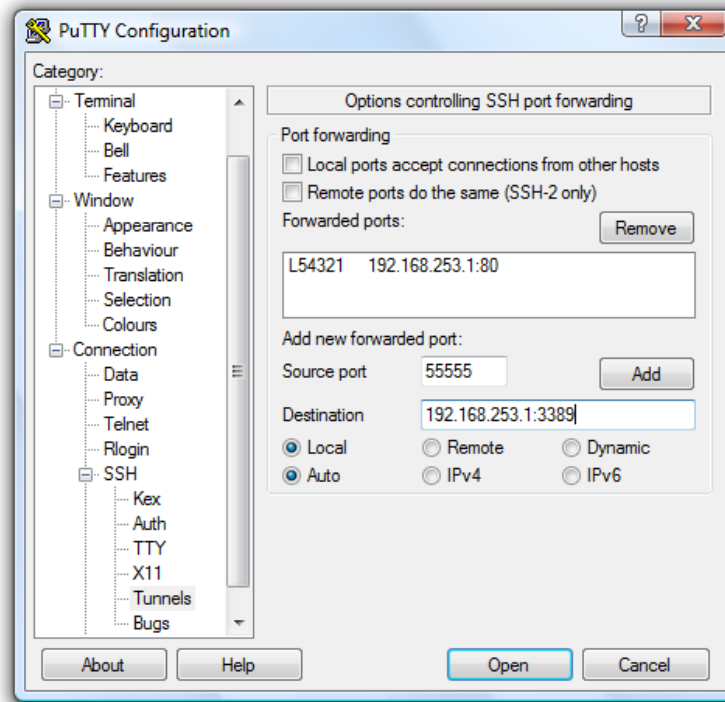 PuTTY Configuration
Category:
Terminal
Keyboard
Bell
Features
Window
Appearance
Behaviour
Translation
Selection
Colours
Connection
Data
Proxy
Telnet
Rlogin
SSH
Kex
Auth
TTY
X11
Tunnels
Bugs
Options controlling SSH port forwarding
Port forwarding
Local ports accept connections from other hosts
Remote ports do the same (SSH-2 only)
Forwarded ports:
Remove
L54321 192.168.253.1:80
Add new forwarded port:
Source port 55555 Add
Destination 192.168.253.1:3389
Local Remote Dynamic
Auto IPv4 IPv6
About Help Open Cancel